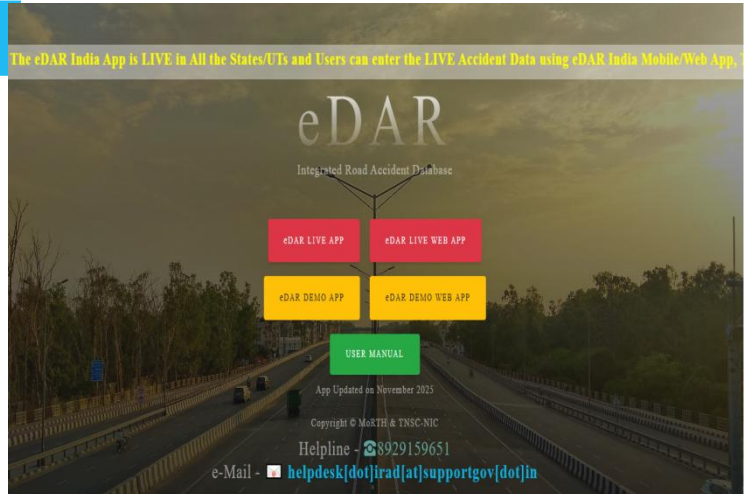 The eDAR India App is LIVE in All the States/UTs and Users can enter the LIVE Accident Data using eDAR India Mobile/Web App,
eDAR
Integrated Road Accident Database
eDAR LIVE APP eDAR LIVE WEB APP
eDAR DEMO APP eDAR DEMO WEB APP
USER MANUAL
App Updated on November 2025
Copyright © MoRTH & TNSC-NIC
Helpline - ☎8929159651
e-Mail - helpdesk[dot]irad[at]supportgov[dot]in